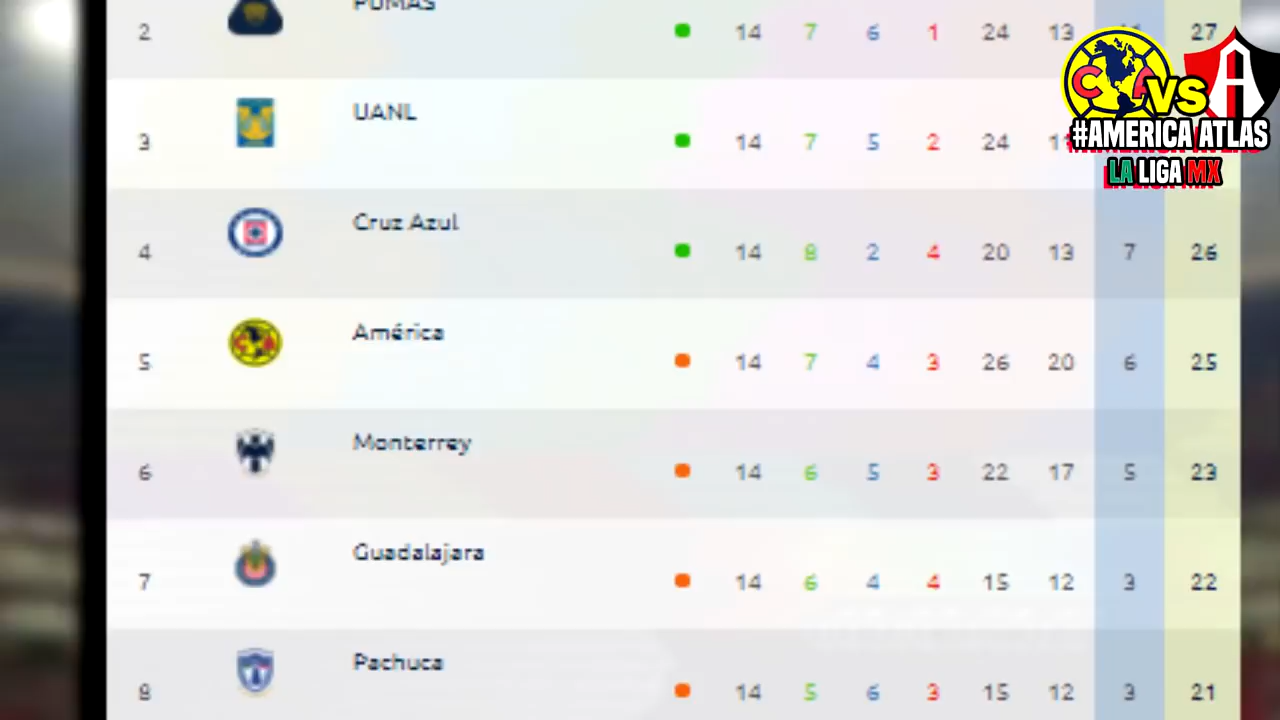 PUMAS
2 14 7 6 1 24 13 27
UANL
3 14 7 5 2 24
Cruz Azul
4 14 8 2 4 20 13 7 26
América
5 14 7 4 3 26 20 6 25
Monterrey
6 14 6 5 3 22 17 5 23
Guadalajara
7 14 6 4 4 15 12 3 22
Pachuca
8 14 5 6 3 15 12 3 21
CA VS A
#AMERICA ATLAS
LA LIGA MX